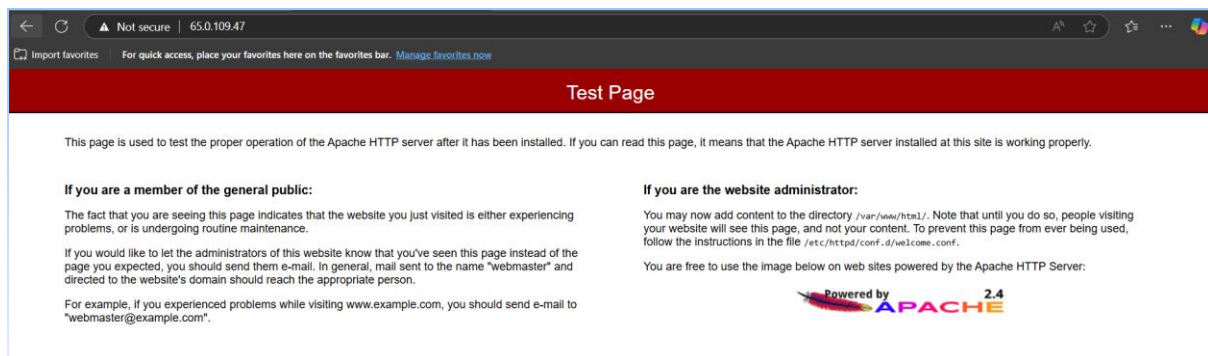 Not secure 65.0.109.47
Import favorites For quick access, place your favorites here on the favorites bar. Manage favorites now
Test Page
This page is used to test the proper operation of the Apache HTTP server after it has been installed. If you can read this page, it means that the Apache HTTP server installed at this site is working properly.
If you are a member of the general public:
The fact that you are seeing this page indicates that the website you just visited is either experiencing
problems, or is undergoing routine maintenance.
If you would like to let the administrators of this website know that you've seen this page instead of the
page you expected, you should send them e-mail. In general, mail sent to the name "webmaster" and
directed to the website's domain should reach the appropriate person.
For example, if you experienced problems while visiting www.example.com, you should send e-mail to
"webmaster@example.com".
If you are the website administrator:
You may now add content to the directory /var/www/html/. Note that until you do so, people visiting
your website will see this page, and not your content. To prevent this page from ever being used,
follow the instructions in the file /etc/httpd/conf.d/welcome.conf.
You are free to use the image below on web sites powered by the Apache HTTP Server:
Powered by 2.4
APACHE